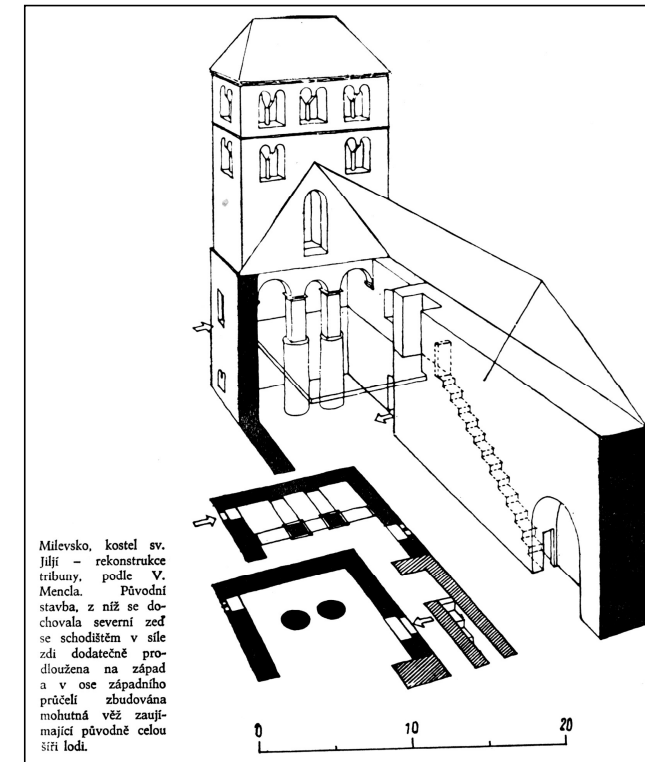 Milevsko, kostel sv.
Jiljí – rekonstrukce
tribuny, podle V.
Mencla. Původní
stavba, z níž se do-
chovala severní zeď
se schodištěm v síle
zdi dodatečně pro-
dloužena na západ
a v ose západního
průčelí zbudována
mohutná věž zaují-
mající původně celou
šíři lodi.
0 10 20